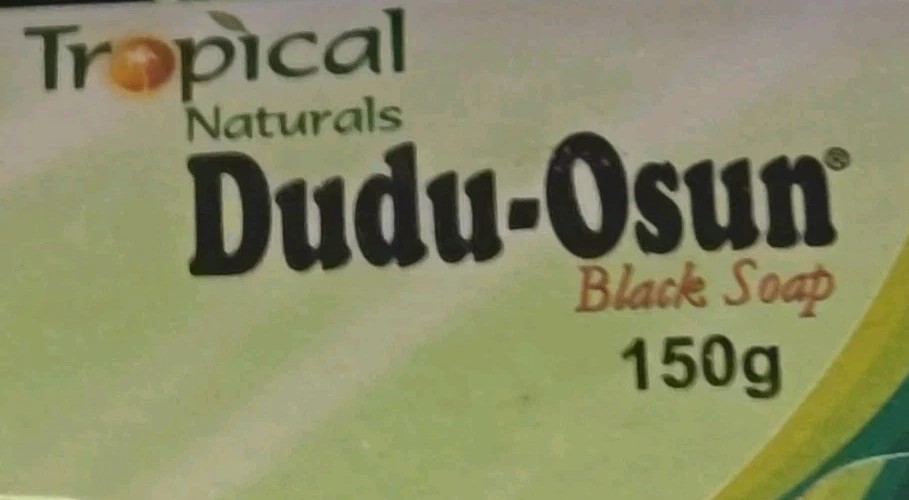 Tropical
Naturals
Dudu-Osun®
Black Soap
150g